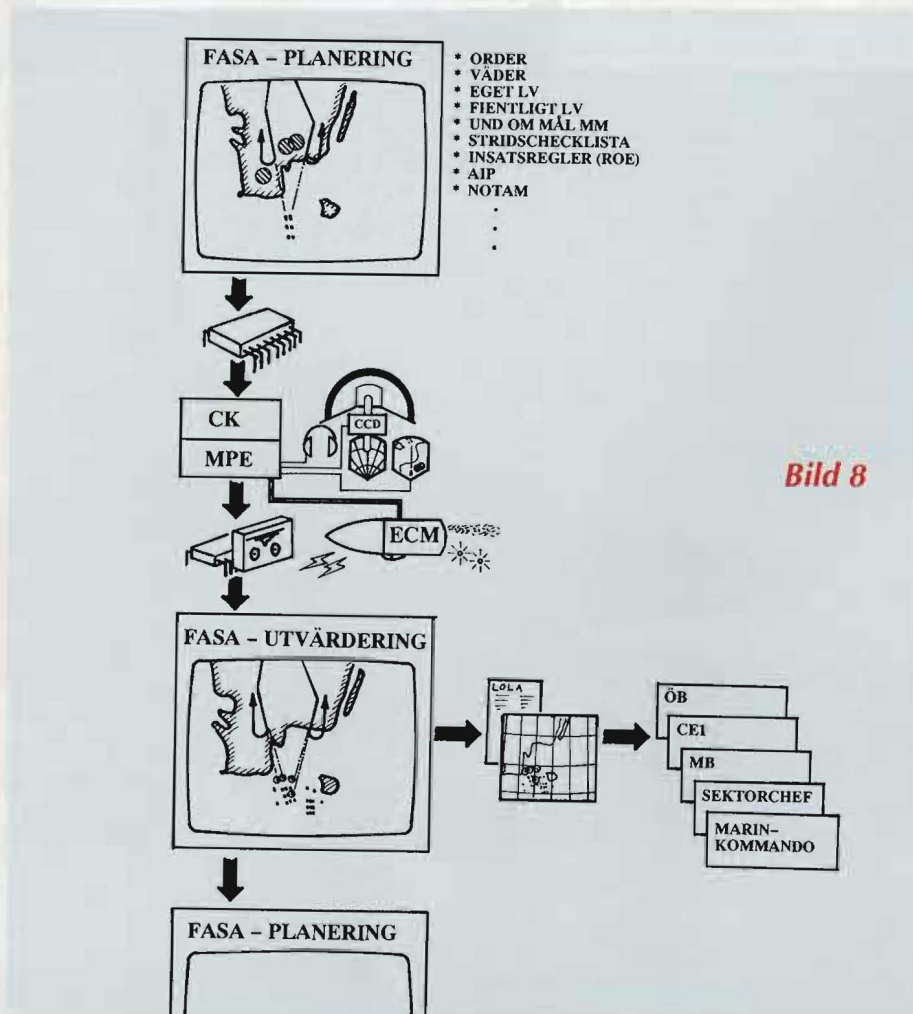 FASA – PLANERING
* ORDER
* VÄDER
* EGET LV
* FIENTLIGT LV
* UND OM MÅL MM
* STRIDSCHECKLISTA
* INSATSREGLER (ROE)
* AIP
* NOTAM
.
.
.
CK
MPE
CCD
Bild 8
ECM
FASA – UTVÄRDERING
LOLA
ÖB
CE1
MB
SEKTORCHEF
MARIN–
KOMMANDO
FASA – PLANERING